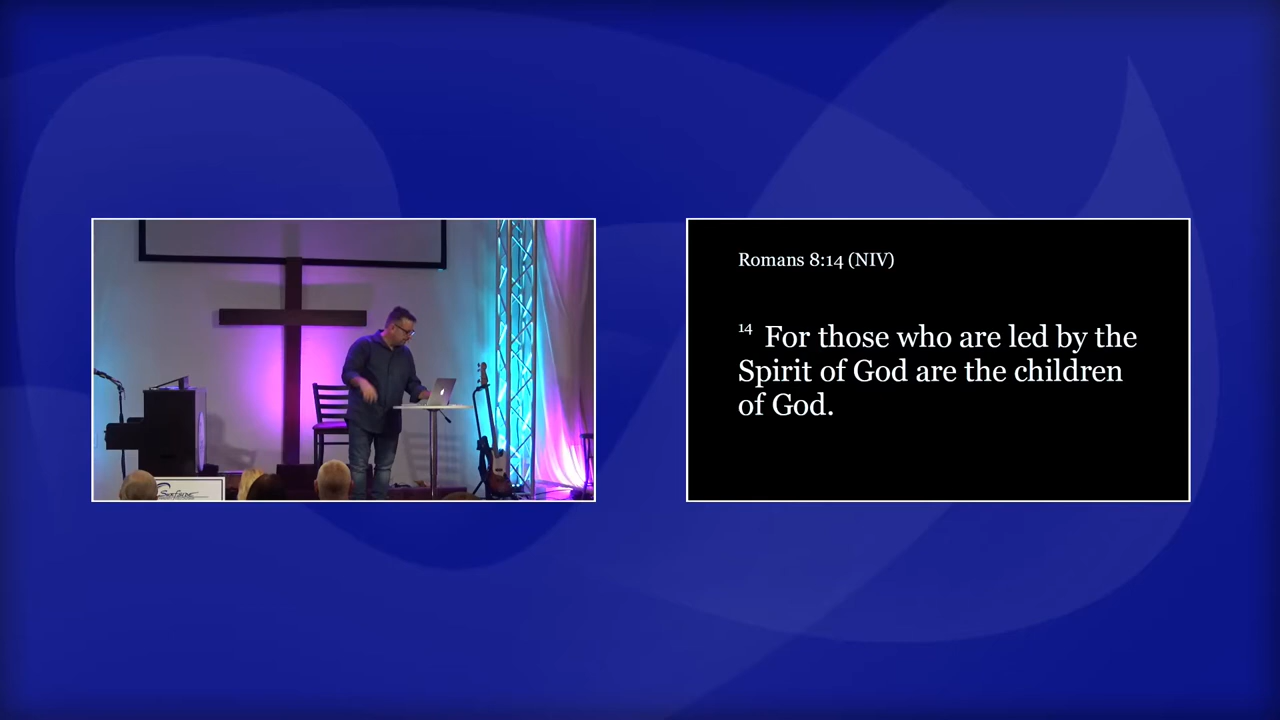 Romans 8:14 (NIV)
14 For those who are led by the
Spirit of God are the children
of God.